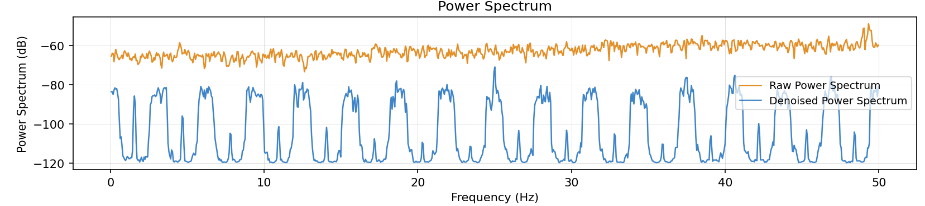 Power Spectrum
Power Spectrum (dB)
−60
−80
−100
−120
Raw Power Spectrum
Denoised Power Spectrum
0 10 20 30 40 50
Frequency (Hz)